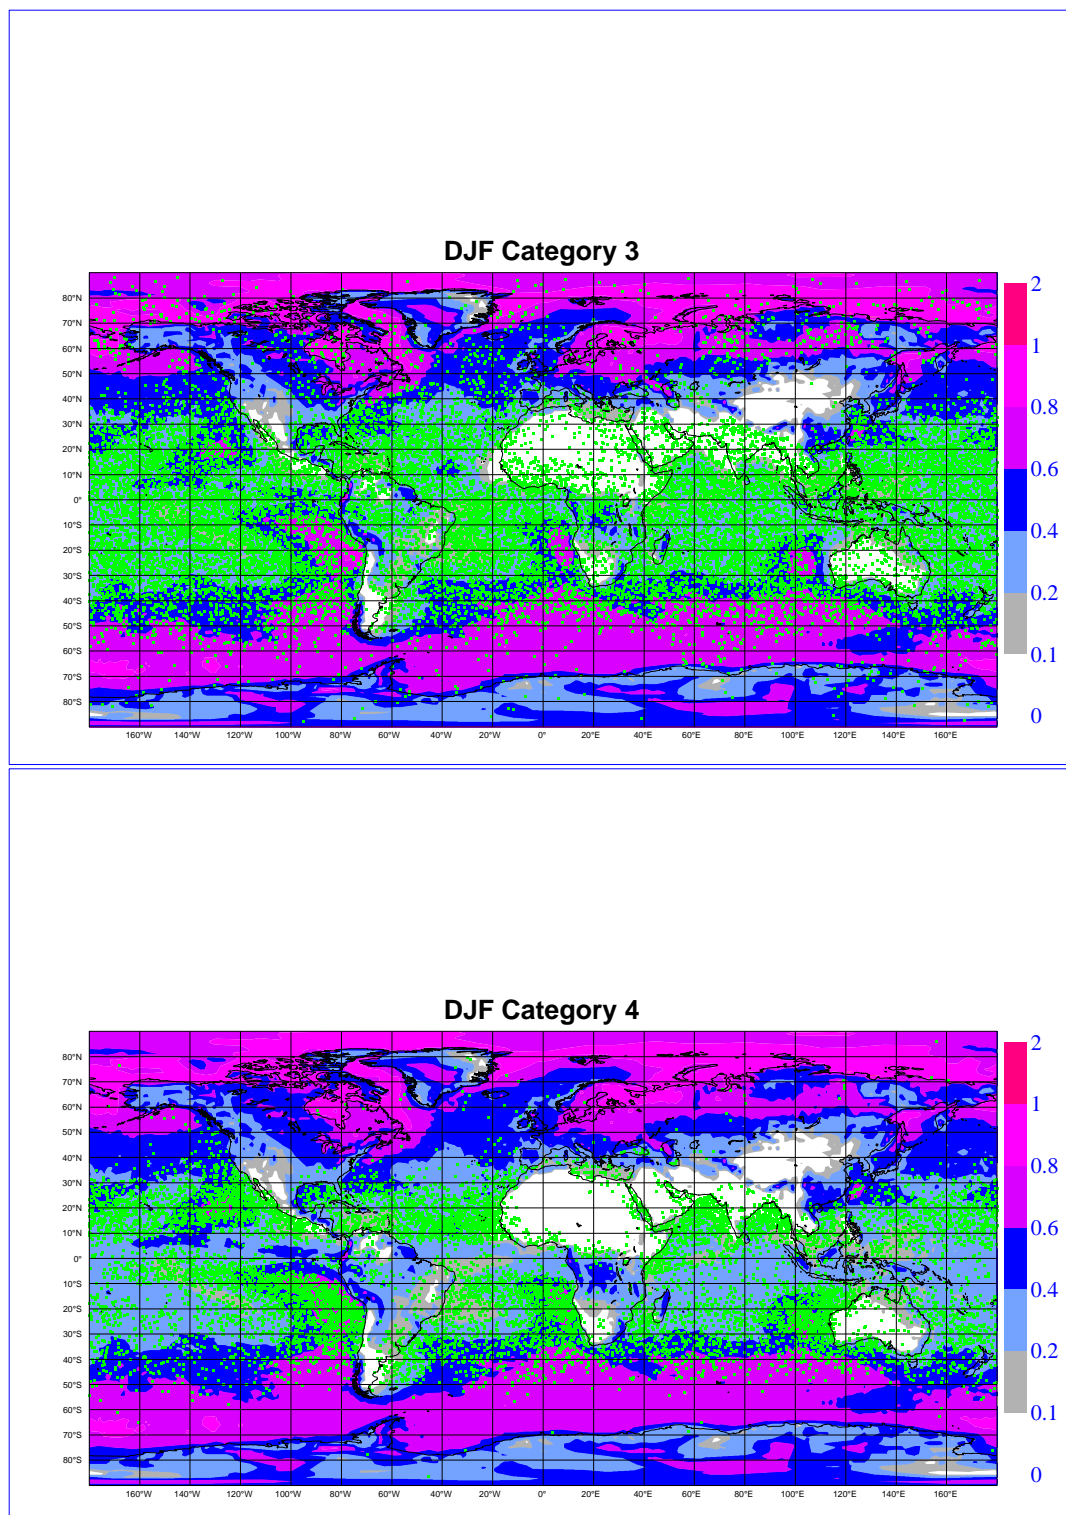 DJF Category 3
80°N
70°N
60°N
50°N
40°N
30°N
20°N
10°N
0°
10°S
20°S
30°S
40°S
50°S
60°S
70°S
80°S
160°W 140°W 120°W 100°W 80°W 60°W 40°W 20°W 0° 20°E 40°E 60°E 80°E 100°E 120°E 140°E 160°E
2
1
0.8
0.6
0.4
0.2
0.1
0
DJF Category 4
80°N
70°N
60°N
50°N
40°N
30°N
20°N
10°N
0°
10°S
20°S
30°S
40°S
50°S
60°S
70°S
80°S
160°W 140°W 120°W 100°W 80°W 60°W 40°W 20°W 0° 20°E 40°E 60°E 80°E 100°E 120°E 140°E 160°E
2
1
0.8
0.6
0.4
0.2
0.1
0